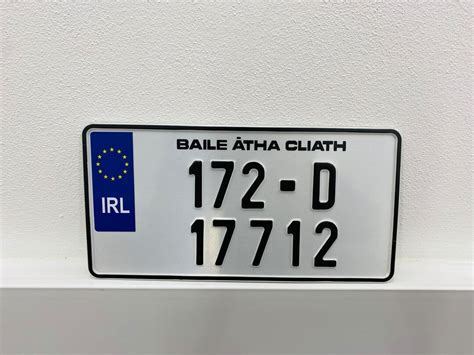 BAILE ÁTHA CLIATH
172-D
17712
IRL